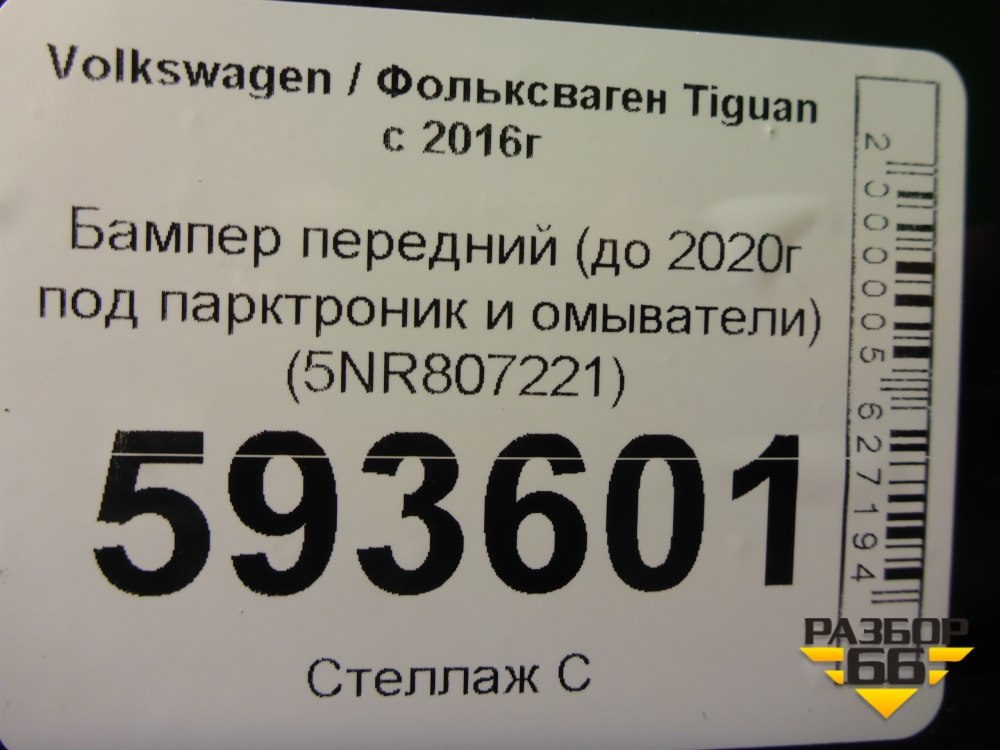 Volkswagen / Фольксваген Tiguan
с 2016г
Бампер передний (до 2020г
под парктроник и омыватели)
(5NR807221)
593601
Стеллаж С
2000005627194
РАЗБОР
66